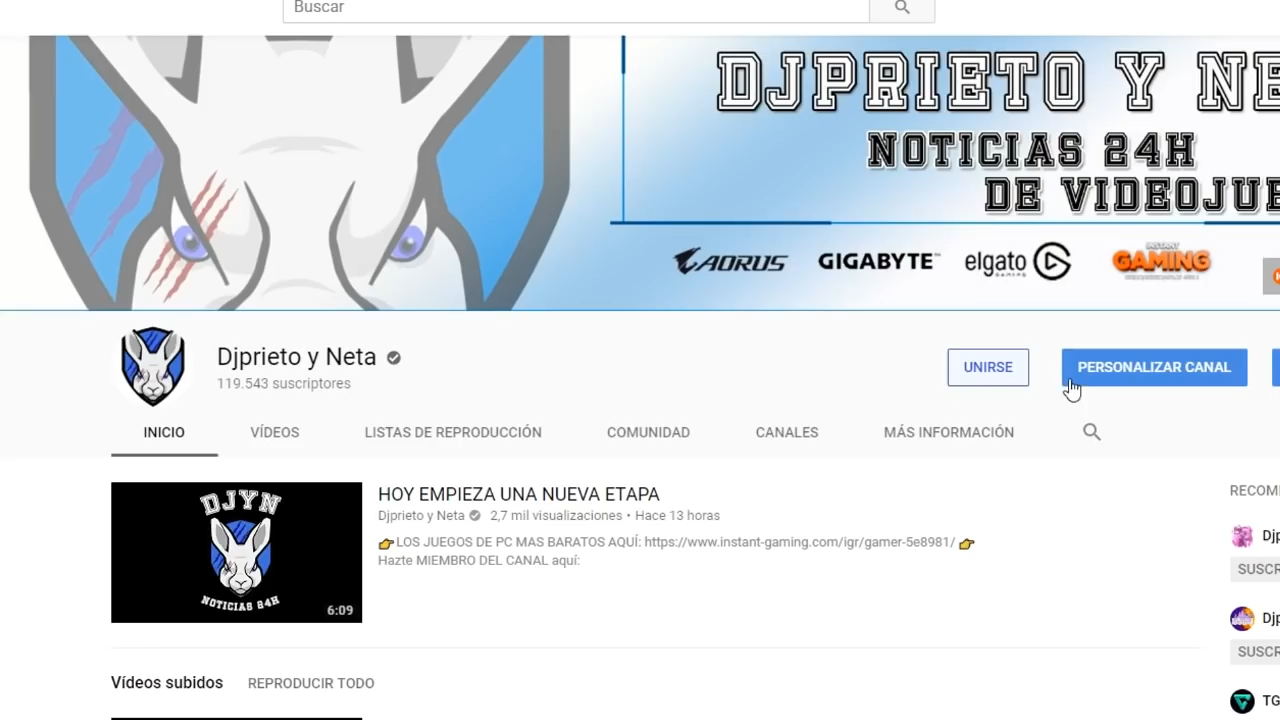 Buscar
DJPRIETO Y NE
NOTICIAS 24H
DE VIDEOJUE
AORUS GIGABYTE™ elgato GAMING INSTANT GAMING
Djprieto y Neta
119.543 suscriptores
UNIRSE
PERSONALIZAR CANAL
INICIO VÍDEOS LISTAS DE REPRODUCCIÓN COMUNIDAD CANALES MÁS INFORMACIÓN
DJYN
NOTICIAS 24H
6:09
HOY EMPIEZA UNA NUEVA ETAPA
Djprieto y Neta 2,7 mil visualizaciones • Hace 13 horas
👉LOS JUEGOS DE PC MAS BARATOS AQUÍ: https://www.instant-gaming.com/igr/gamer-5e8981/ 👉
Hazte MIEMBRO DEL CANAL aquí:
RECOM
Djp
SUSCR
Djp
SUSCR
TG
Vídeos subidos REPRODUCIR TODO